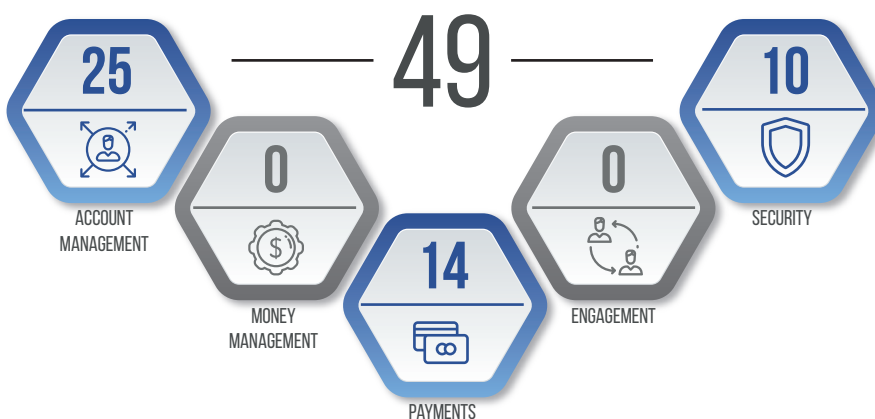 49
25
ACCOUNT
MANAGEMENT
0
$
MONEY
MANAGEMENT
14
PAYMENTS
0
ENGAGEMENT
10
SECURITY